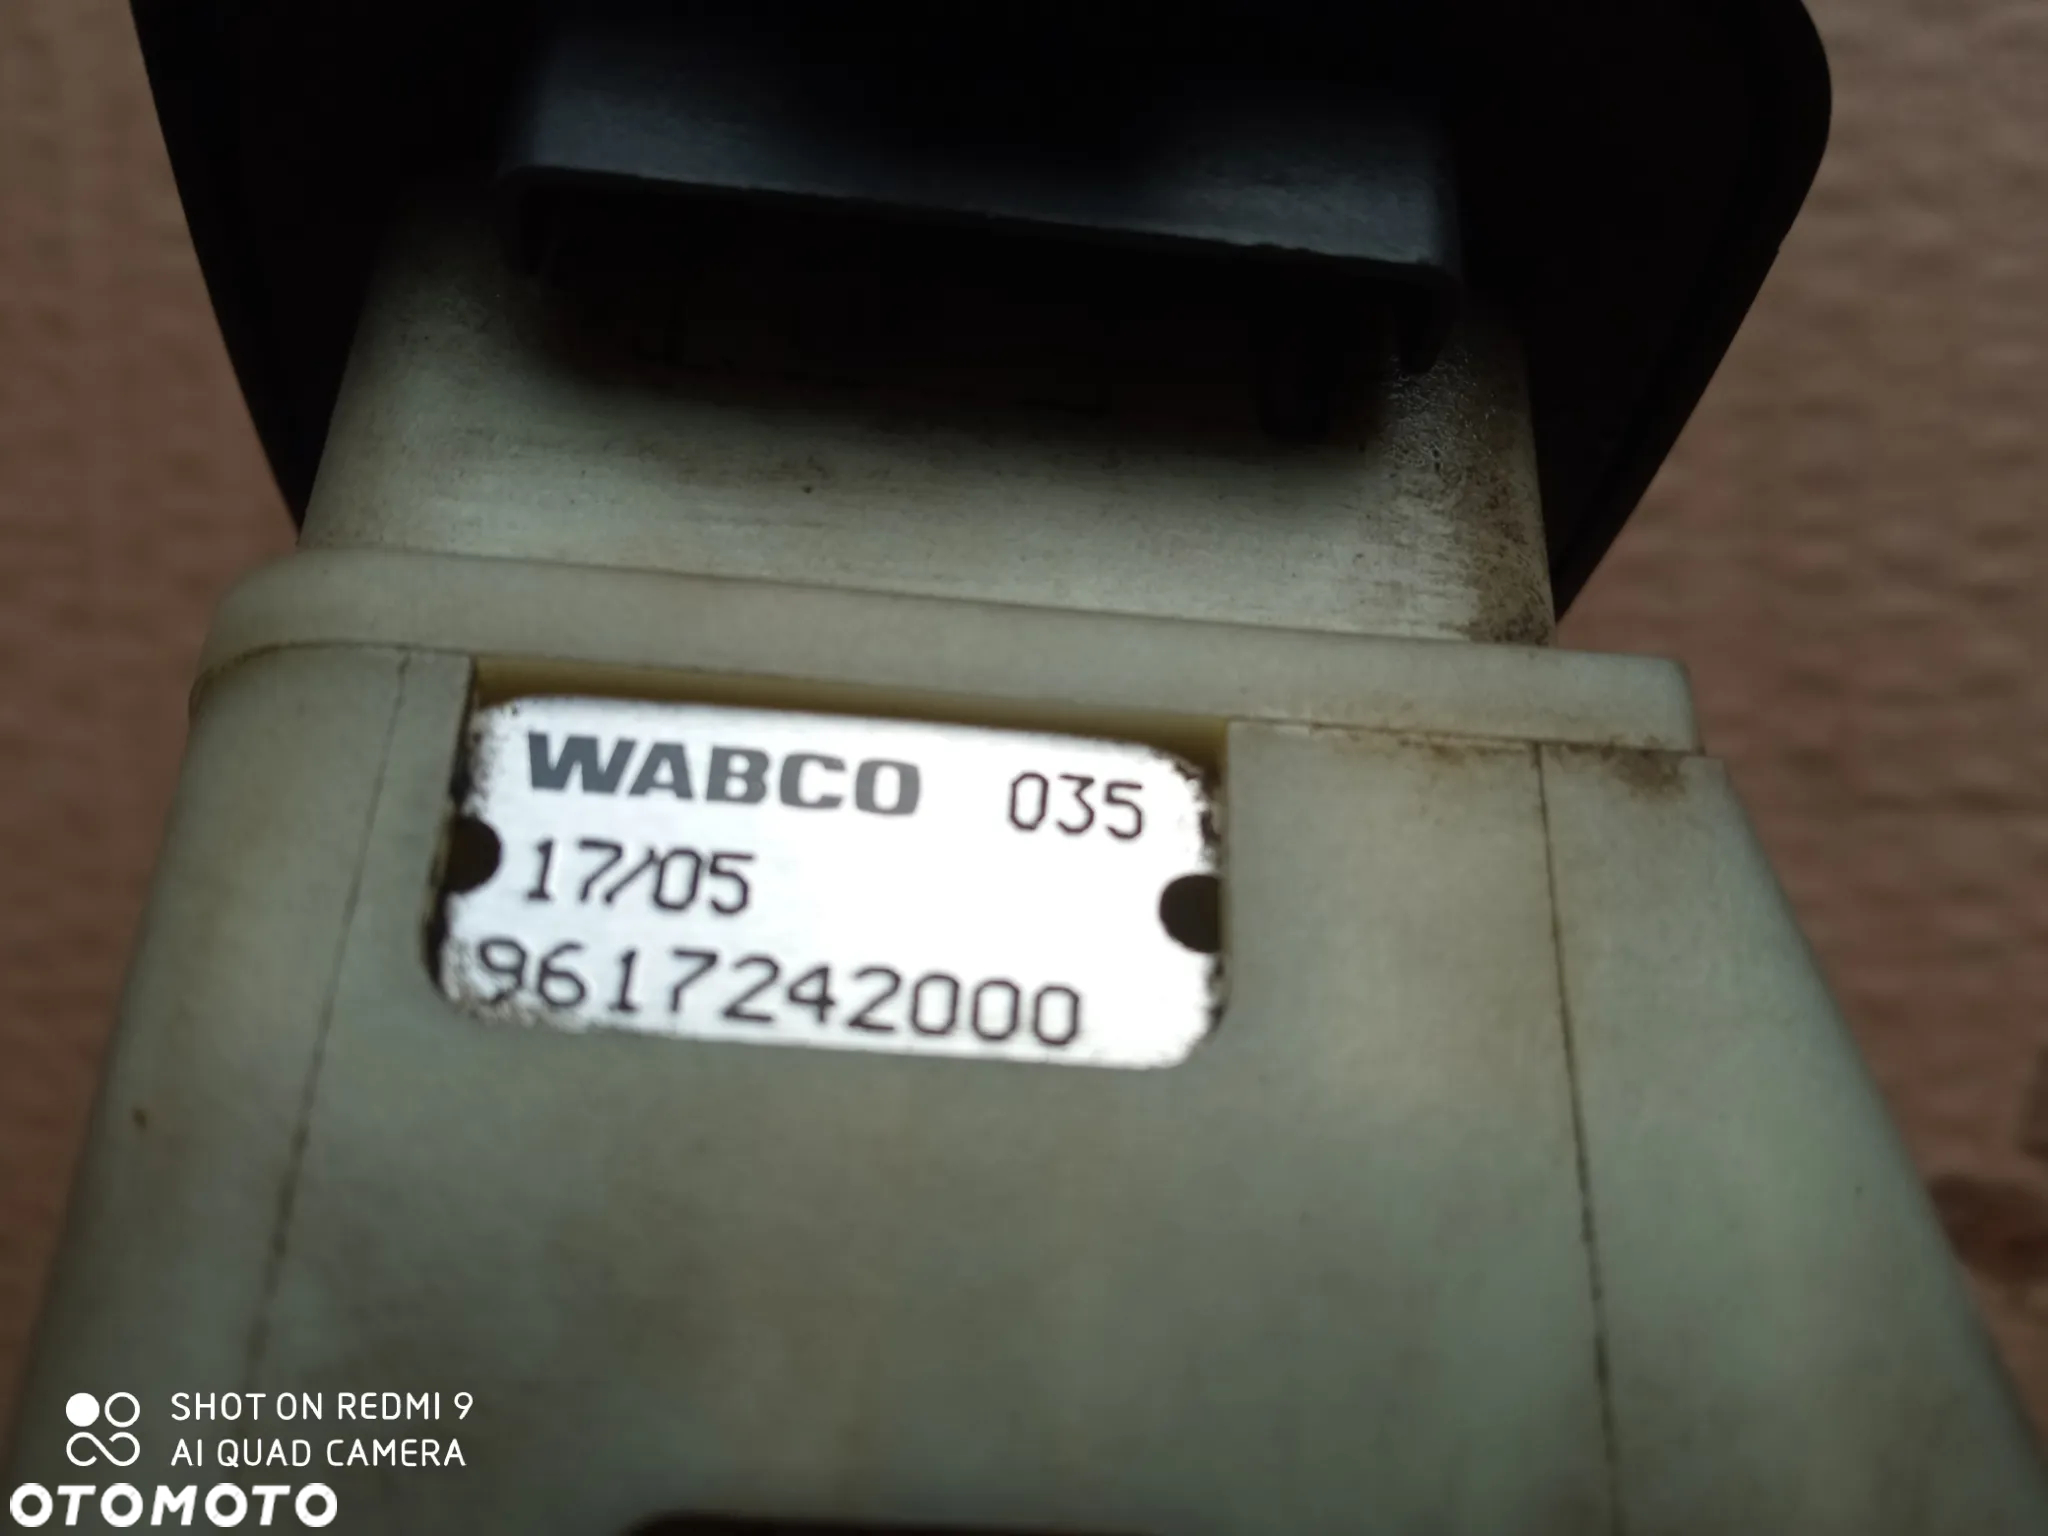 WABCO 035
17/05
9617242000
SHOT ON REDMI 9
AI QUAD CAMERA
OTOMOTO